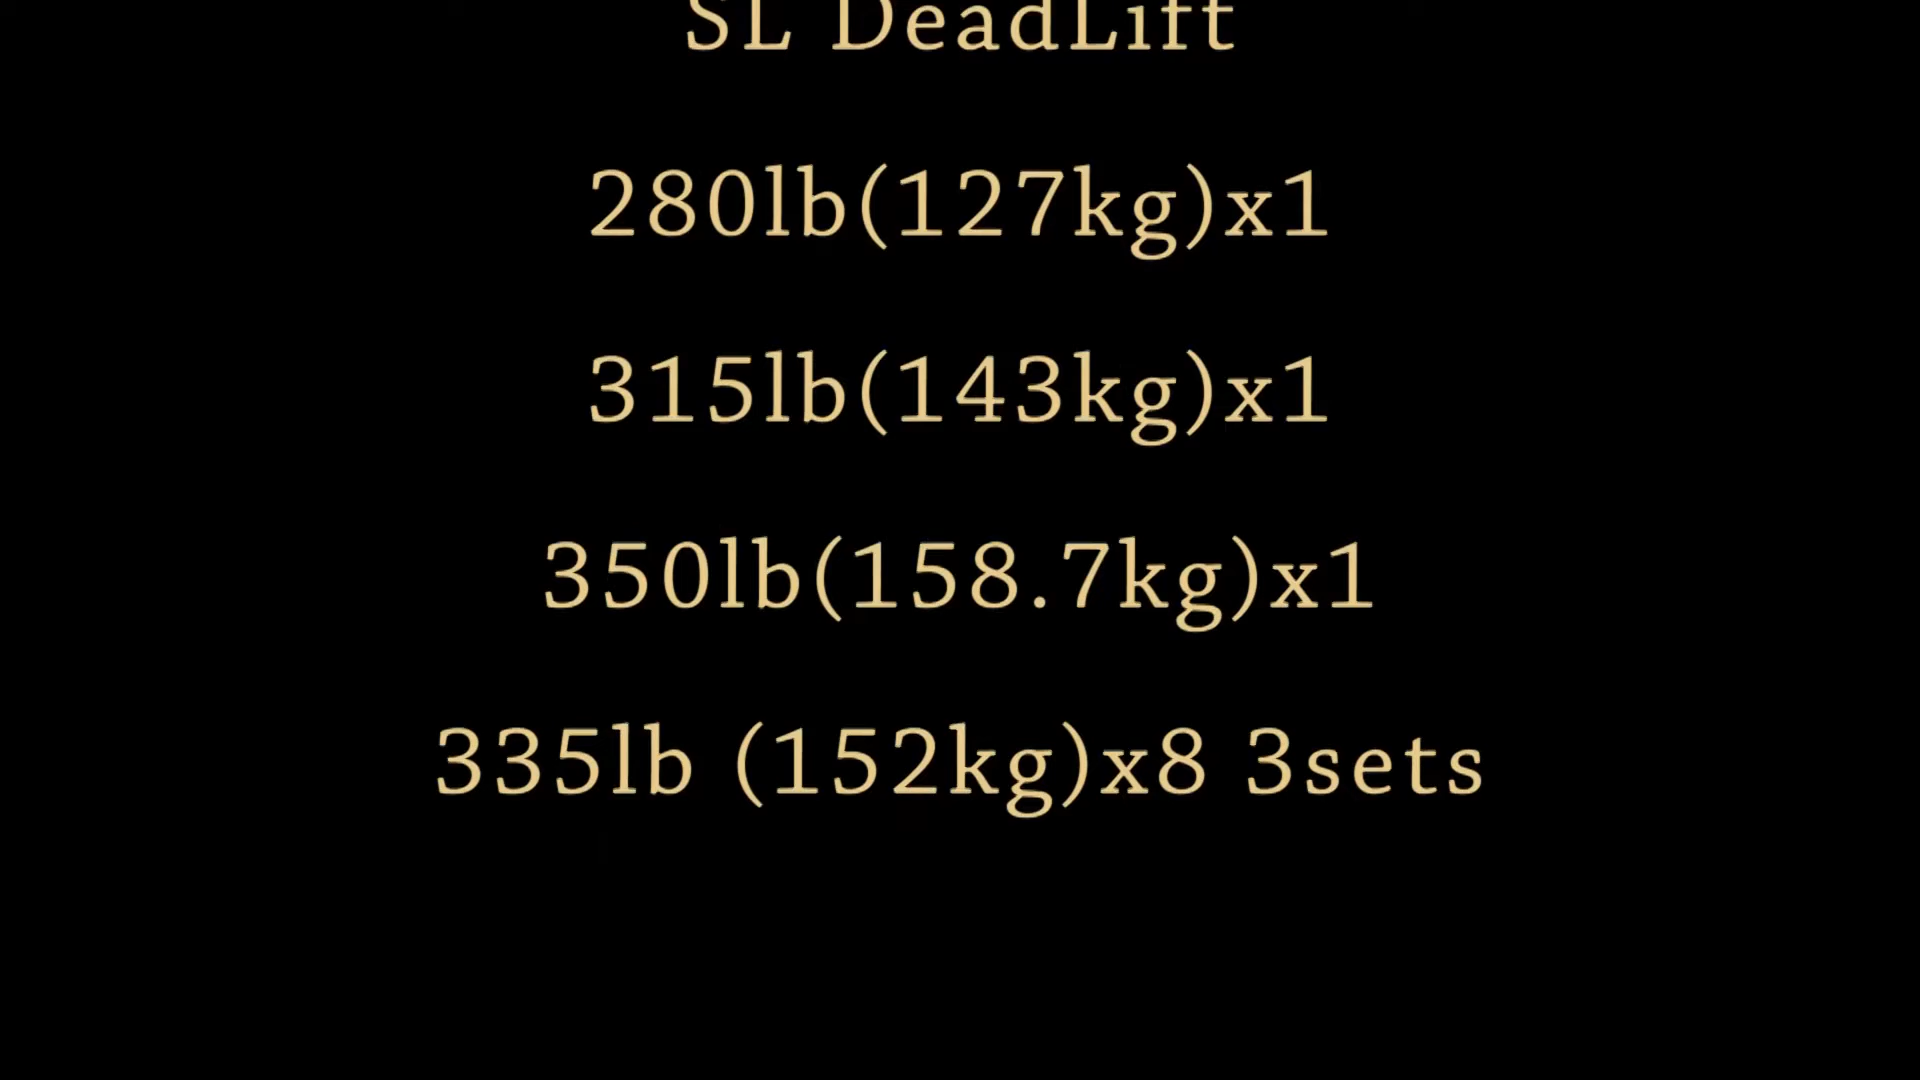 SL DeadLift
280lb(127kg)x1
315lb(143kg)x1
350lb(158.7kg)x1
335lb (152kg)x8 3sets